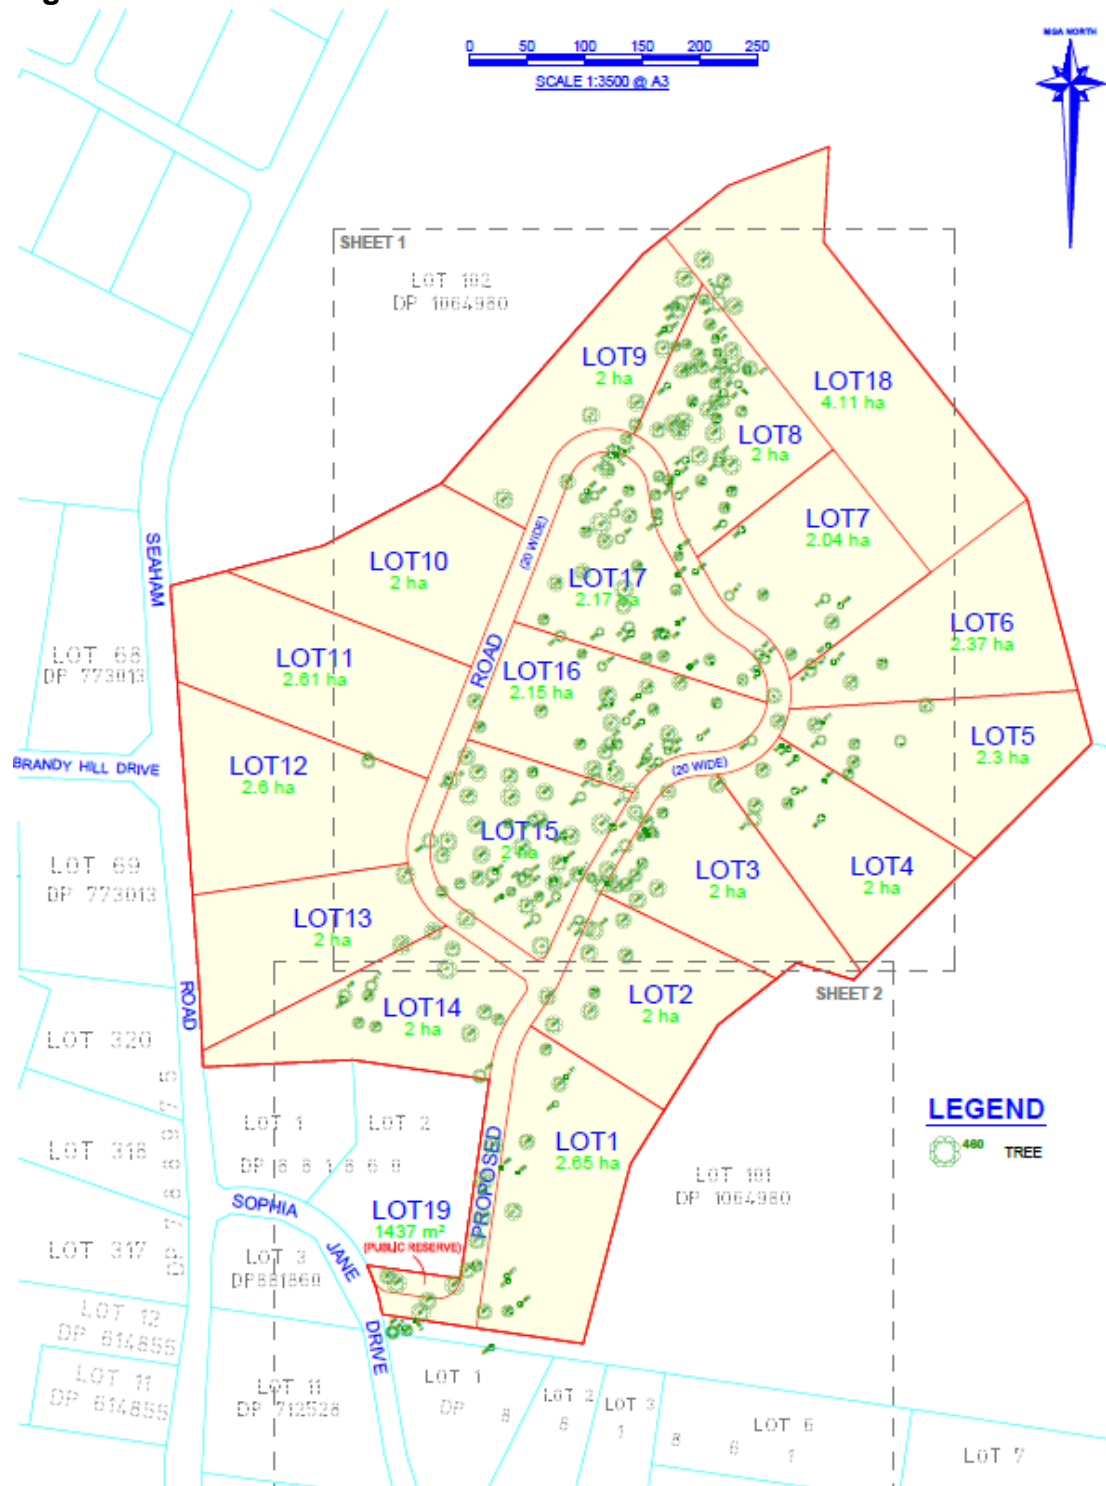 0 50 100 150 200 250
SCALE 1:3500 @ A3
MGA NORTH
SHEET 1
LOT 102
DP 1064980
LOT9
2 ha
LOT18
4.11 ha
LOT8
2 ha
LOT7
2.04 ha
(20 WIDE)
LOT10
2 ha
LOT17
2.17 ha
SEAHAM
LOT6
2.37 ha
LOT 68
DP 773013
LOT11
2.61 ha
ROAD
LOT16
2.15 ha
LOT5
2.3 ha
BRANDY HILL DRIVE
LOT12
2.6 ha
(20 WIDE)
LOT15
2 ha
LOT 69
DP 773013
LOT3
2 ha
LOT4
2 ha
LOT13
2 ha
ROAD
LOT14
2 ha
LOT2
2 ha
SHEET 2
LOT 320
LOT 1
LOT 2
LOT 318
PROPOSED
LOT1
2.65 ha
LEGEND
460 TREE
LOT 101
DP 1064980
SOPHIA
JANE
DRIVE
LOT19
1437 m²
(PUBLIC RESERVE)
LOT 317
LOT 3
DP881860
LOT 12
DP 614855
LOT 11
DP 614855
LOT 11
DP 712528
LOT 1
DP
LOT 2
LOT 3
LOT 6
LOT 7